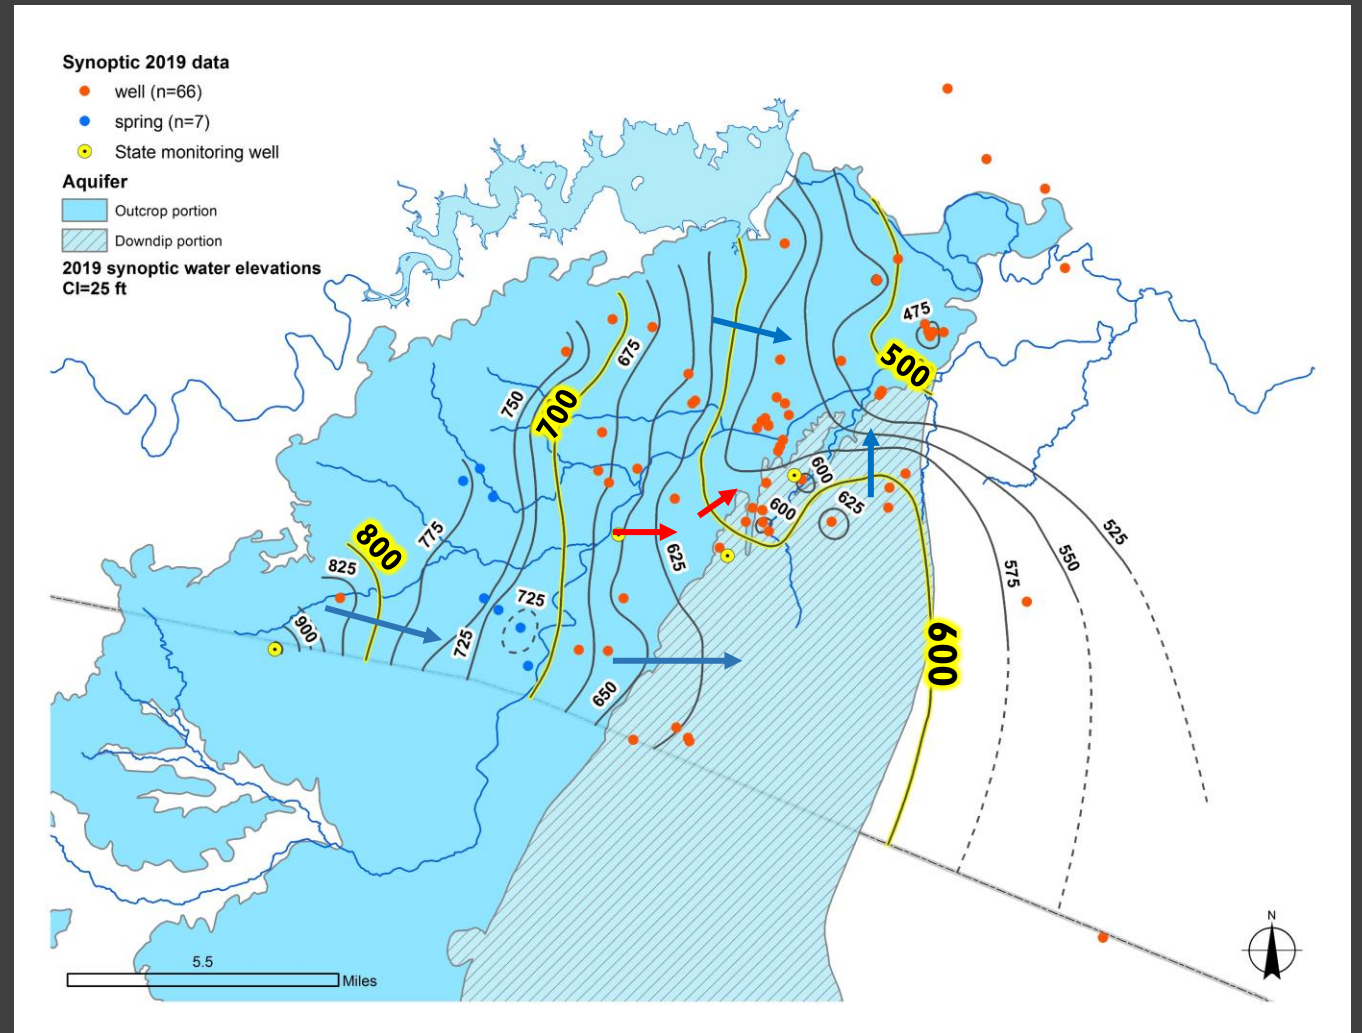 Synoptic 2019 data
well (n=66)
spring (n=7)
State monitoring well
Aquifer
Outcrop portion
Downdip portion
2019 synoptic water elevations
CI=25 ft
475
500
675
750
700
600
625
600
800
775
825
625
525
550
575
725
900
725
600
650
N
5.5
Miles